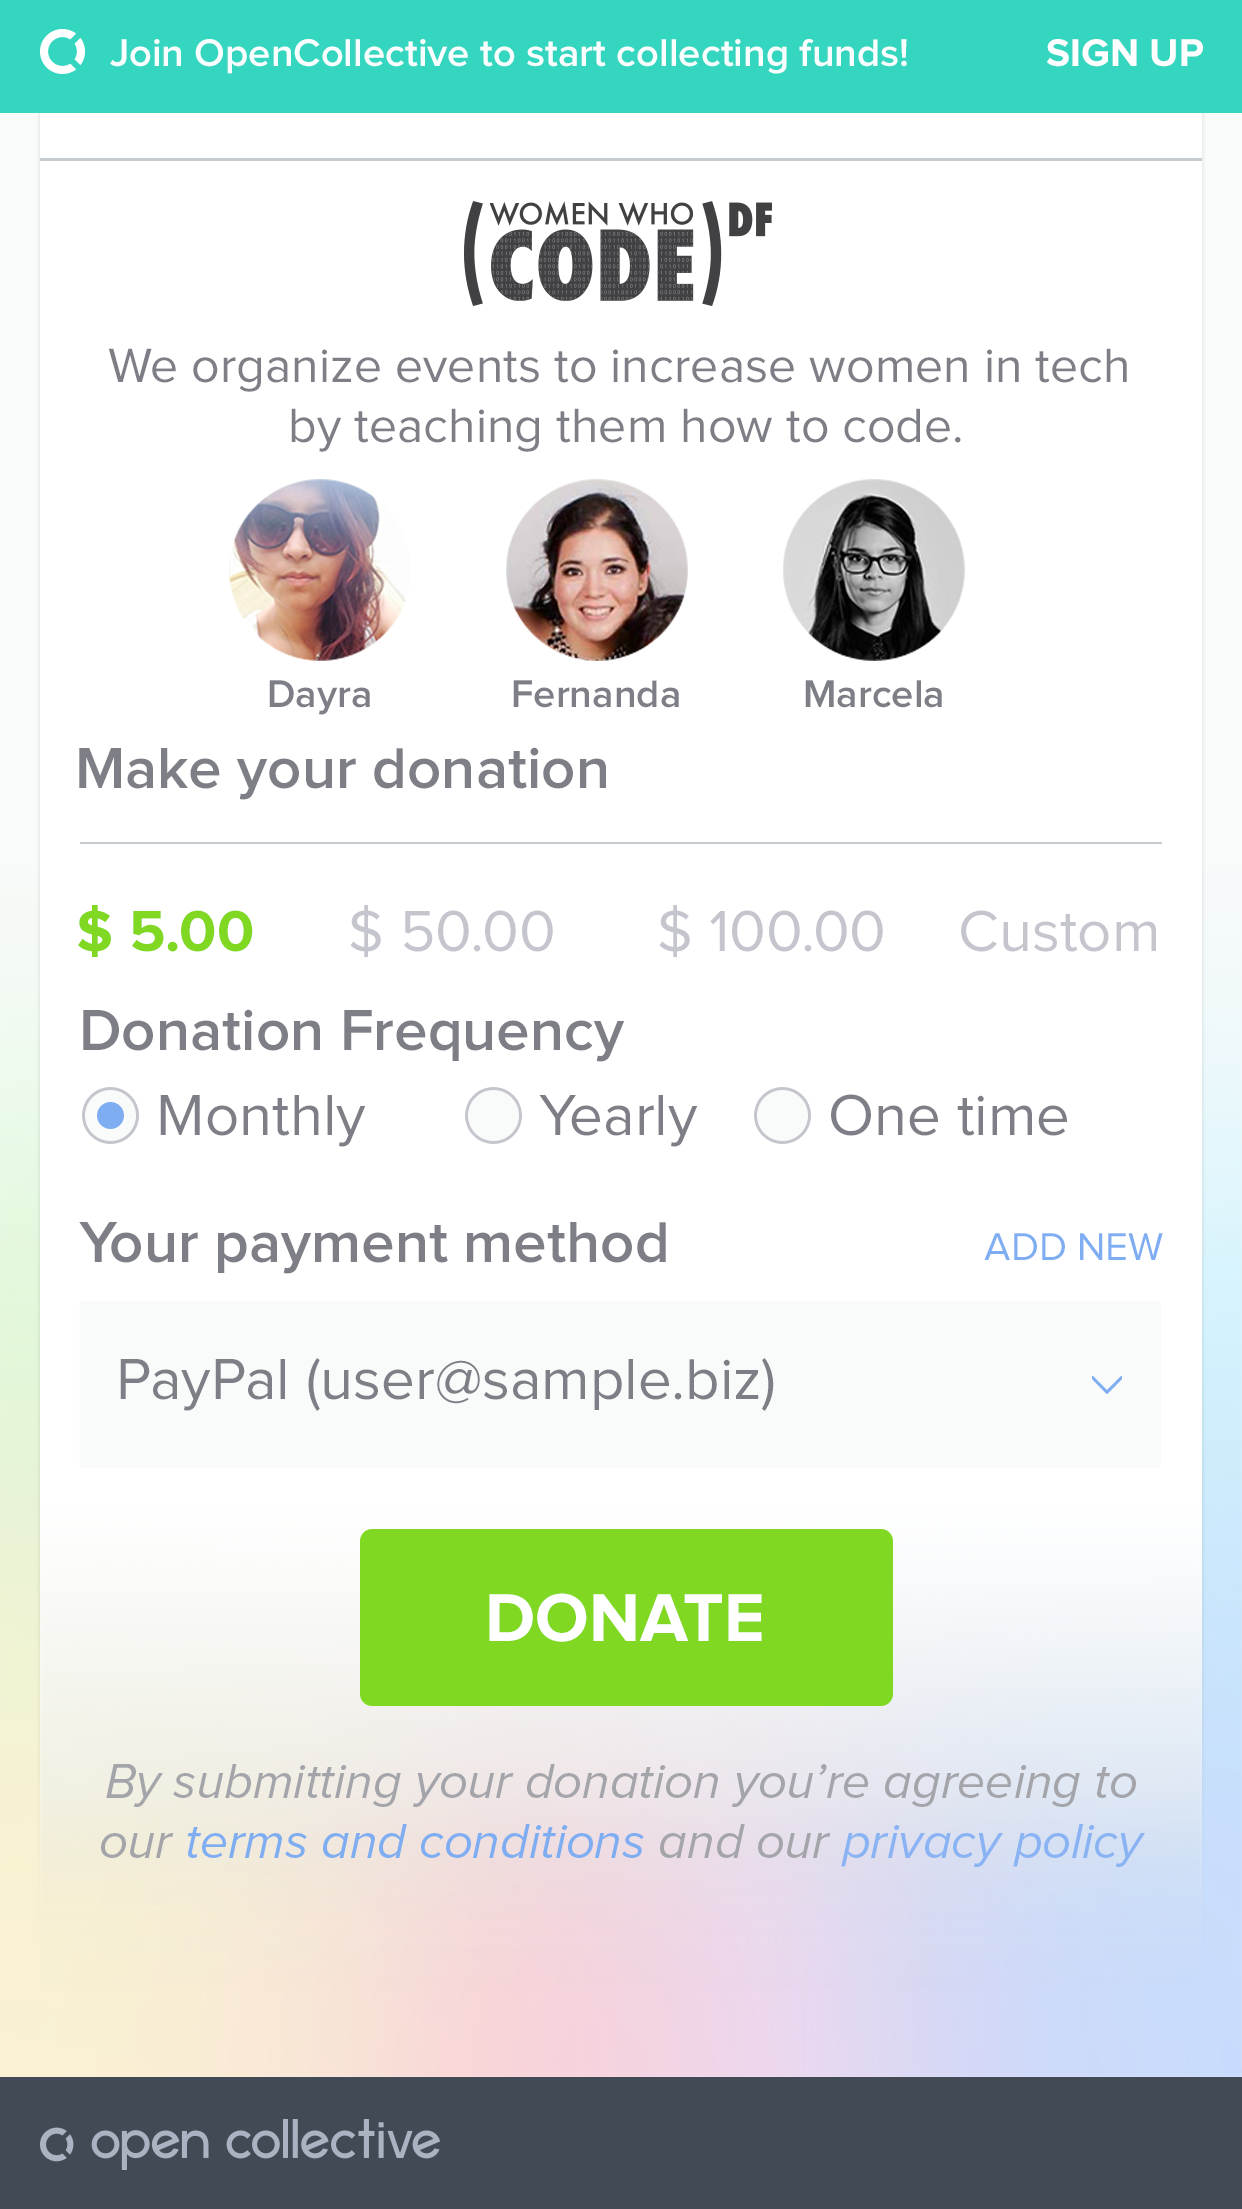 Join OpenCollective to start collecting funds! SIGN UP
WOMEN WHO
CODE DF
We organize events to increase women in tech
by teaching them how to code.
Dayra Fernanda Marcela
Make your donation
$ 5.00 $ 50.00 $ 100.00 Custom
Donation Frequency
Monthly Yearly One time
Your payment method ADD NEW
PayPal (user@sample.biz)
DONATE
By submitting your donation you’re agreeing to
our terms and conditions and our privacy policy
open collective